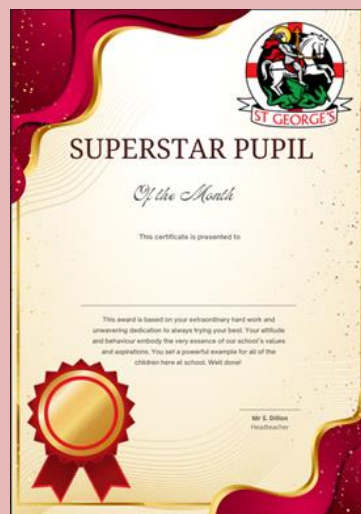 ST GEORGE'S
SUPERSTAR PUPIL
Of the Month
This certificate is presented to
This award is based on your extraordinary hard work and
unwavering dedication to always trying your best. Your attitude
and behaviour embody the very essence of our school's values
and aspirations. You set a powerful example for all of the
children here at school. Well done!
Mr S. Dillon
Headteacher